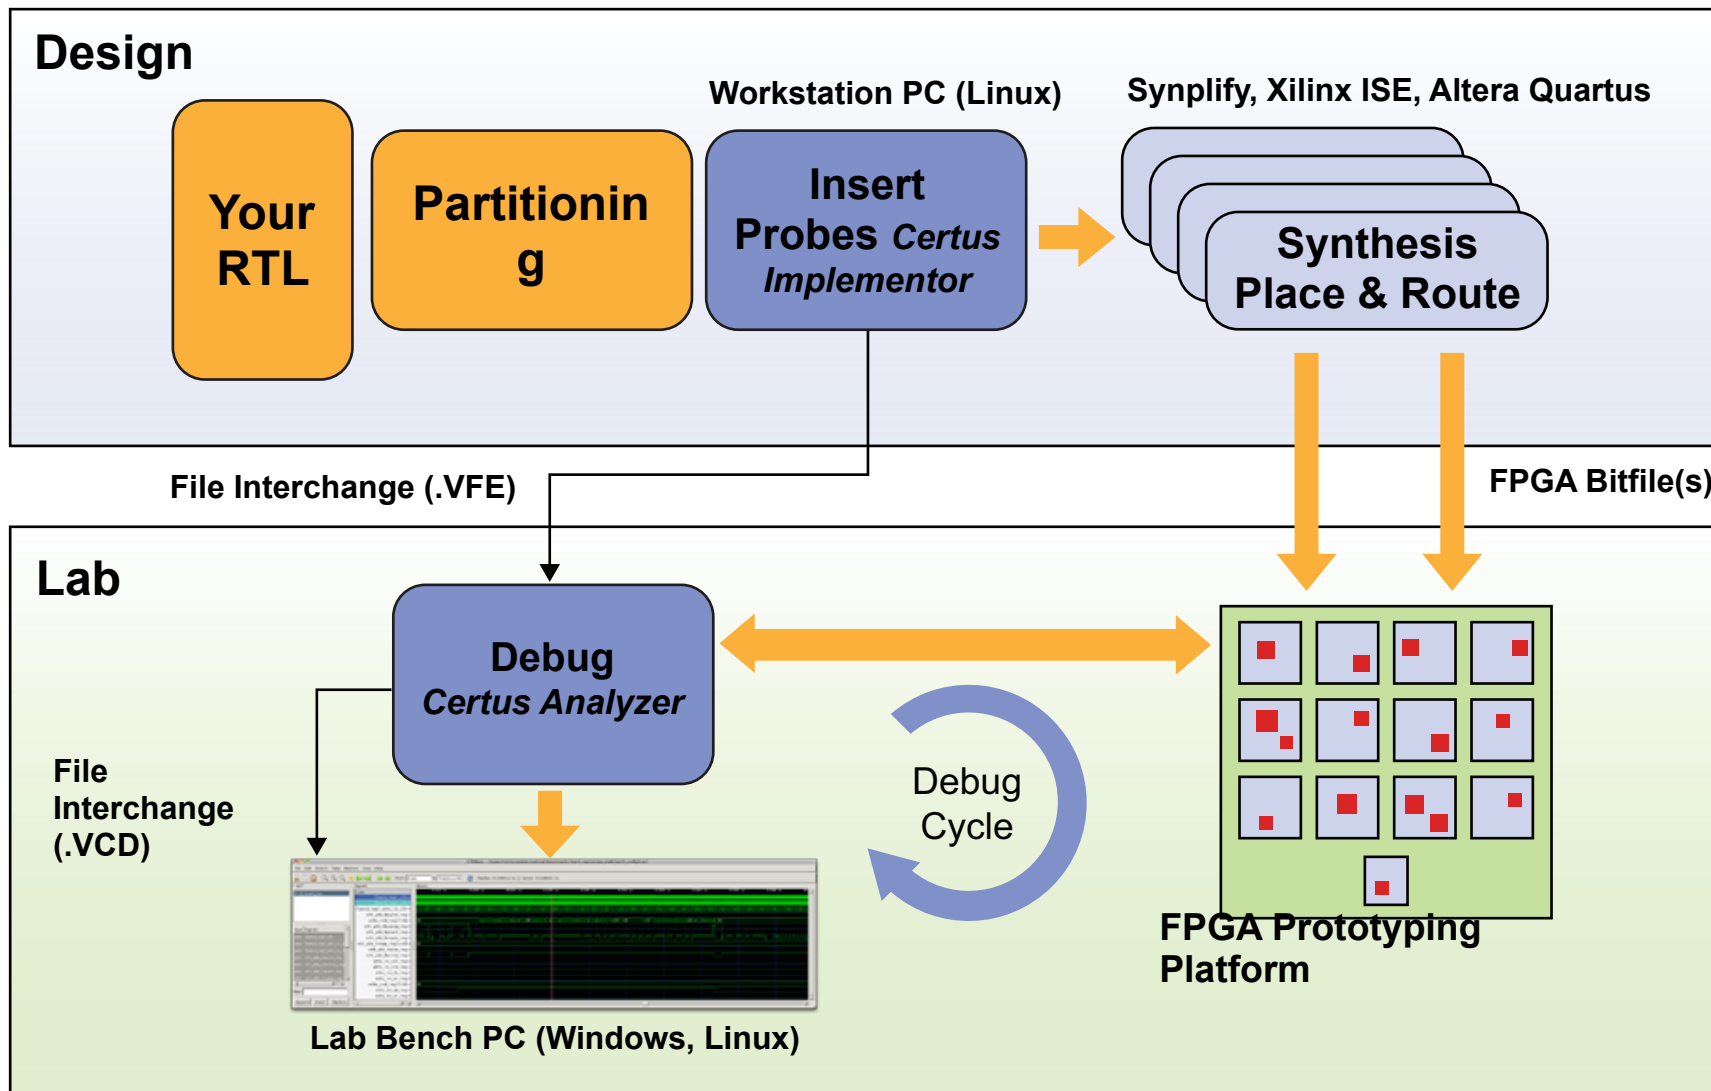 Design
Workstation PC (Linux)
Synplify, Xilinx ISE, Altera Quartus
Your
RTL
Partitionin
g
Insert
Probes Certus
Implementor
Synthesis
Place & Route
File Interchange (.VFE)
FPGA Bitfile(s)
Lab
Debug
Certus Analyzer
File
Interchange
(.VCD)
Debug
Cycle
FPGA Prototyping
Platform
Lab Bench PC (Windows, Linux)